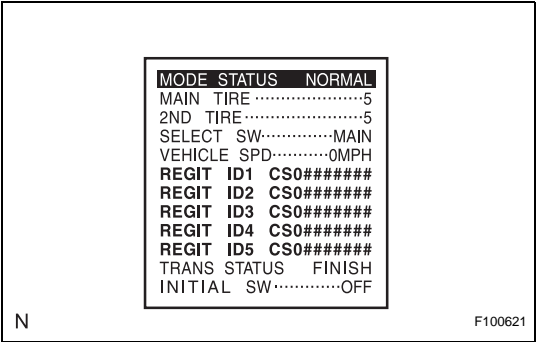 MODE STATUS NORMAL
MAIN TIRE·····················5
2ND TIRE·······················5
SELECT SW·············MAIN
VEHICLE SPD···········0MPH
REGIT ID1 CS0#######
REGIT ID2 CS0#######
REGIT ID3 CS0#######
REGIT ID4 CS0#######
REGIT ID5 CS0#######
TRANS STATUS FINISH
INITIAL SW·············OFF
N F100621